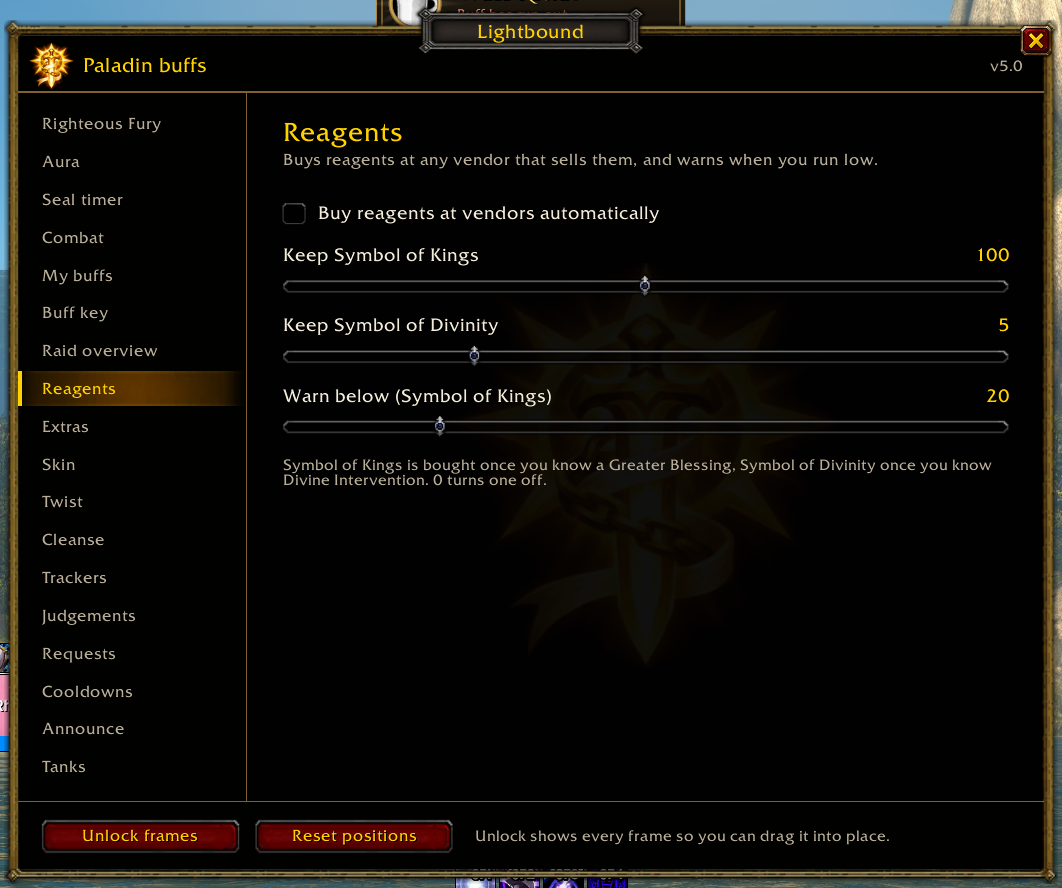 Lightbound
Paladin buffs
v5.0
Righteous Fury
Aura
Seal timer
Combat
My buffs
Buff key
Raid overview
Reagents
Extras
Skin
Twist
Cleanse
Trackers
Judgements
Requests
Cooldowns
Announce
Tanks
Reagents
Buys reagents at any vendor that sells them, and warns when you run low.
Buy reagents at vendors automatically
Keep Symbol of Kings 100
Keep Symbol of Divinity 5
Warn below (Symbol of Kings) 20
Symbol of Kings is bought once you know a Greater Blessing, Symbol of Divinity once you know
Divine Intervention. 0 turns one off.
Unlock frames
Reset positions
Unlock shows every frame so you can drag it into place.